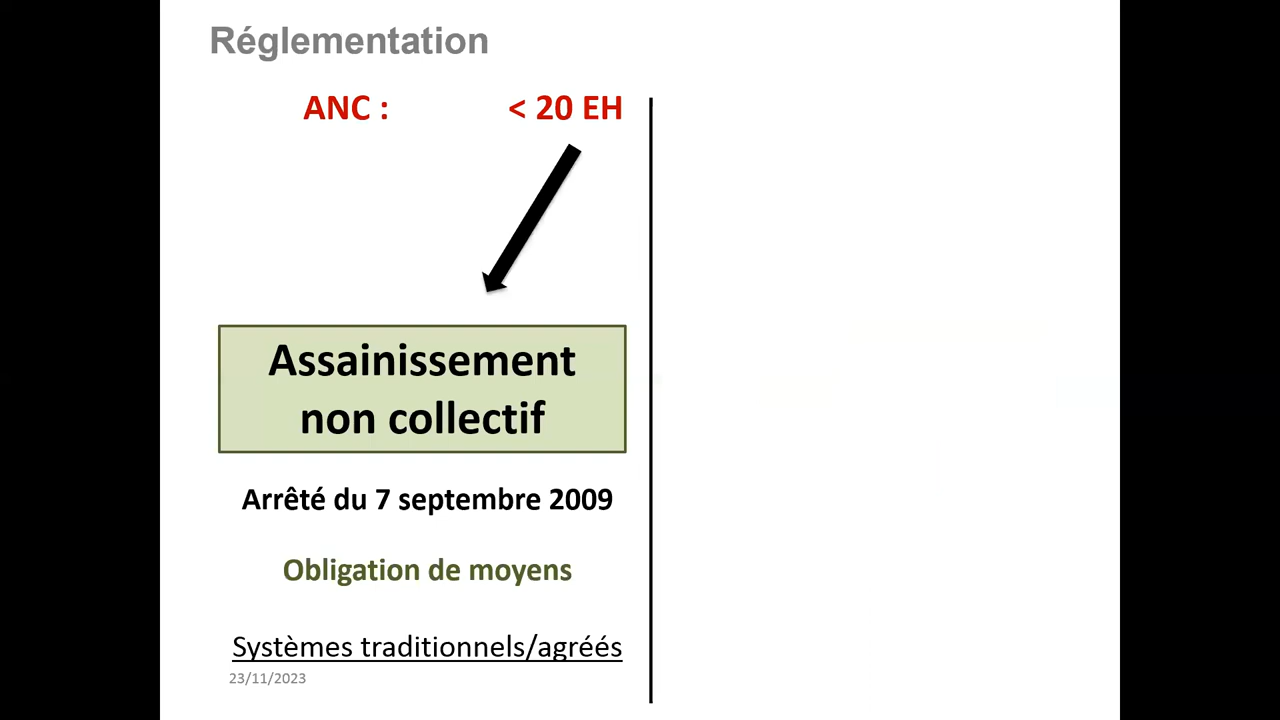 Réglementation
ANC : < 20 EH
Assainissement
non collectif
Arrêté du 7 septembre 2009
Obligation de moyens
Systèmes traditionnels/agréés
23/11/2023